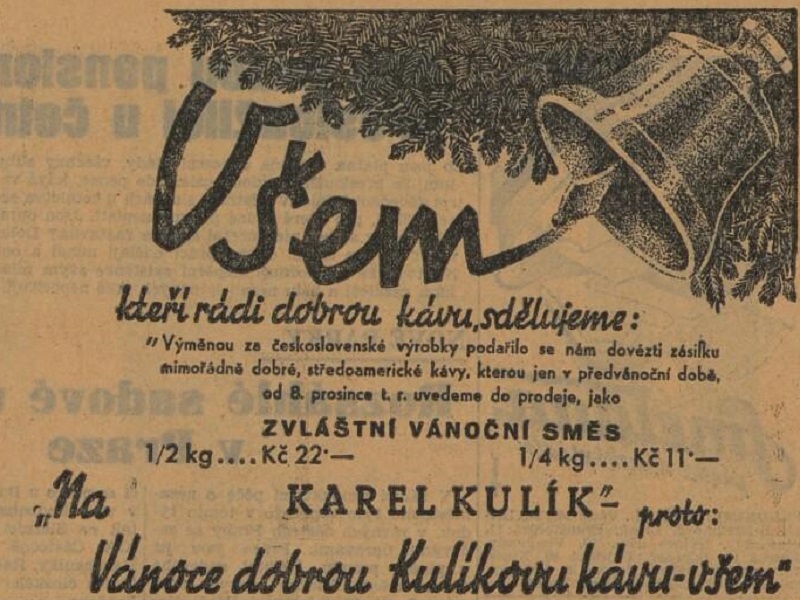 Všem
kteří rádi dobrou kávu, sdělujeme:
"Výměnou za československé výrobky podařilo se nám dovézti zásilku
mimořádně dobré, středoamerické kávy, kterou jen v předvánoční době,
od 8. prosince t. r. uvedeme do prodeje, jako
ZVLÁŠTNÍ VÁNOČNÍ SMĚS
1/2 kg.... Kč 22·— 1/4 kg.... Kč 11·—
„Na KAREL KULÍK"- proto:
Vánoce dobrou Kulíkovu kávu-všem"